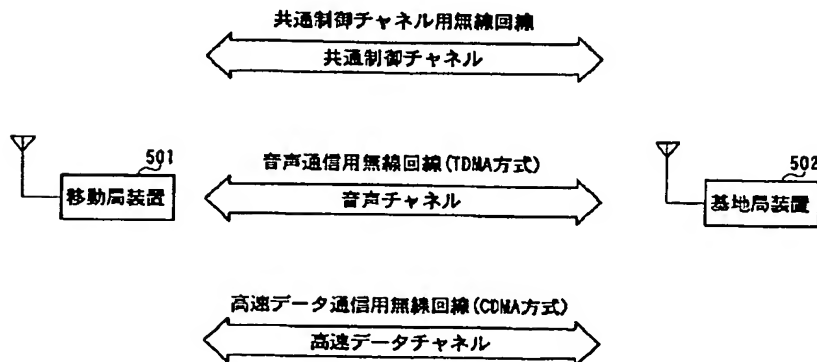 共通制御チャネル用無線回線
共通制御チャネル
501
移動局装置
音声通信用無線回線(TDMA方式)
音声チャネル
502
基地局装置
高速データ通信用無線回線(CDMA方式)
高速データチャネル